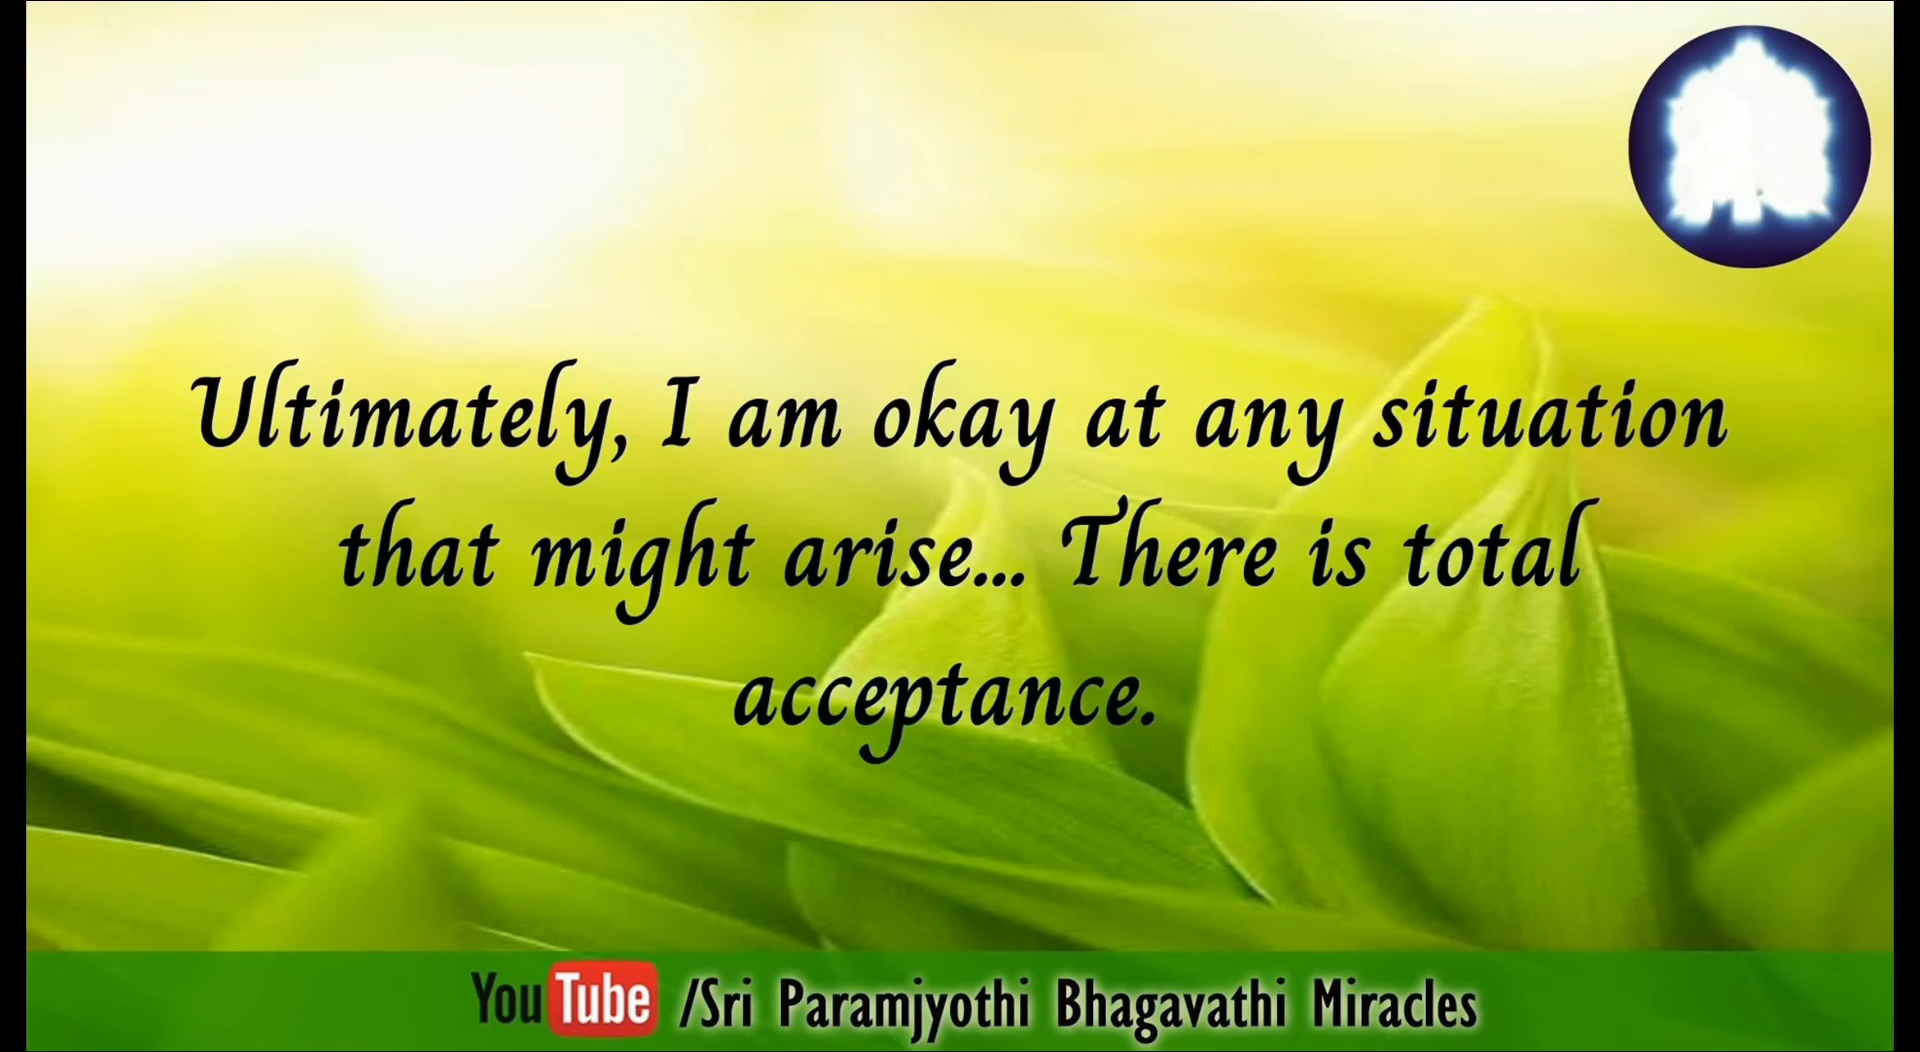 Ultimately, I am okay at any situation
that might arise... There is total
acceptance.
YouTube /Sri Paramjyothi Bhagavathi Miracles